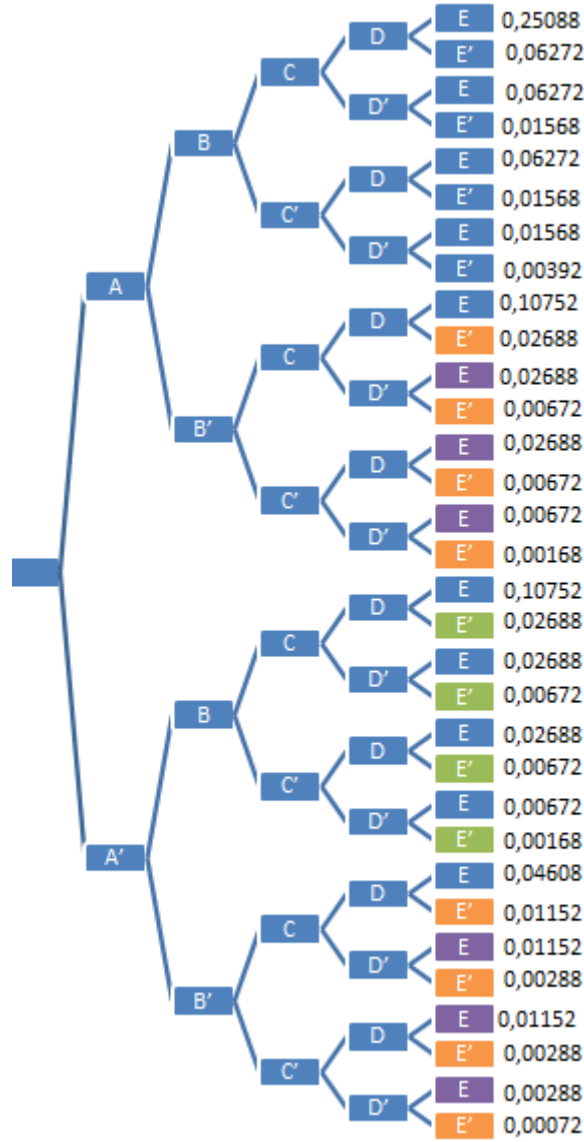 E 0,25088
D
E' 0,06272
C
E 0,06272
D'
E' 0,01568
B
E 0,06272
D
E' 0,01568
C'
E 0,01568
D'
E' 0,00392
A
E 0,10752
D
E' 0,02688
C
E 0,02688
D'
E' 0,00672
B'
E 0,02688
D
E' 0,00672
C'
E 0,00672
D'
E' 0,00168
E 0,10752
D
E' 0,02688
C
E 0,02688
D'
E' 0,00672
B
E 0,02688
D
E' 0,00672
C'
E 0,00672
D'
E' 0,00168
A'
E 0,04608
D
E' 0,01152
C
E 0,01152
D'
E' 0,00288
B'
E 0,01152
D
E' 0,00288
C'
E 0,00288
D'
E' 0,00072